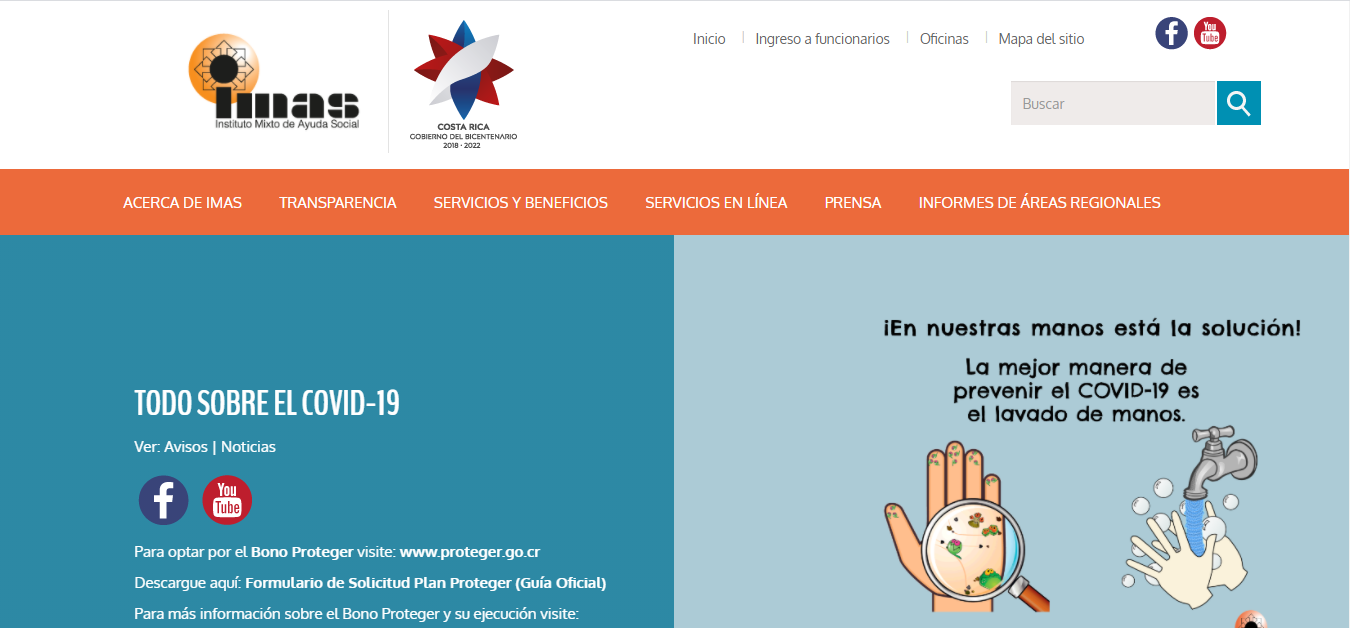 imas
Instituto Mixto de Ayuda Social
COSTA RICA
GOBIERNO DEL BICENTENARIO
2018 - 2022
Inicio
Ingreso a funcionarios
Oficinas
Mapa del sitio
You
Tube
Buscar
ACERCA DE IMAS
TRANSPARENCIA
SERVICIOS Y BENEFICIOS
SERVICIOS EN LÍNEA
PRENSA
INFORMES DE ÁREAS REGIONALES
TODO SOBRE EL COVID-19
Ver: Avisos | Noticias
You
Tube
Para optar por el Bono Proteger visite: www.proteger.go.cr
Descargue aquí: Formulario de Solicitud Plan Proteger (Guía Oficial)
Para más información sobre el Bono Proteger y su ejecución visite:
¡En nuestras manos está la solución!
La mejor manera de
prevenir el COVID-19 es
el lavado de manos.